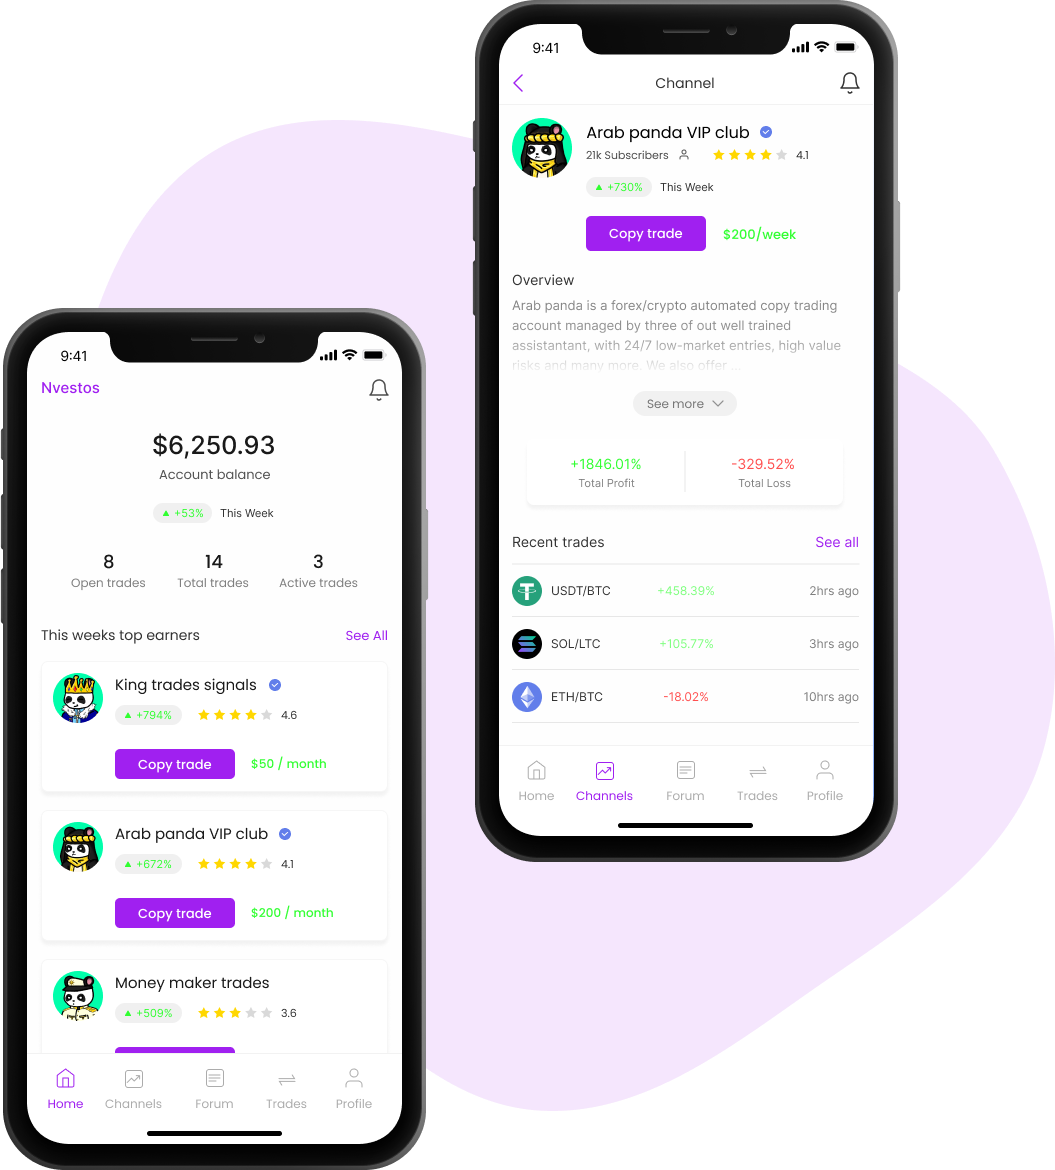 9:41
Nvestos
$6,250.93
Account balance
+53% This Week
8 14 3
Open trades Total trades Active trades
This weeks top earners See All
King trades signals
+794% 4.6
Copy trade $50 / month
Arab panda VIP club
+672% 4.1
Copy trade $200 / month
Money maker trades
+509% 3.6
Home Channels Forum Trades Profile
9:41
Channel
Arab panda VIP club
21k Subscribers 4.1
+730% This Week
Copy trade $200/week
Overview
Arab panda is a forex/crypto automated copy trading
account managed by three of out well trained
assistantant, with 24/7 low-market entries, high value
risks and many more. We also offer ...
See more
+1846.01% -329.52%
Total Profit Total Loss
Recent trades See all
USDT/BTC +458.39% 2hrs ago
SOL/LTC +105.77% 3hrs ago
ETH/BTC -18.02% 10hrs ago
Home Channels Forum Trades Profile